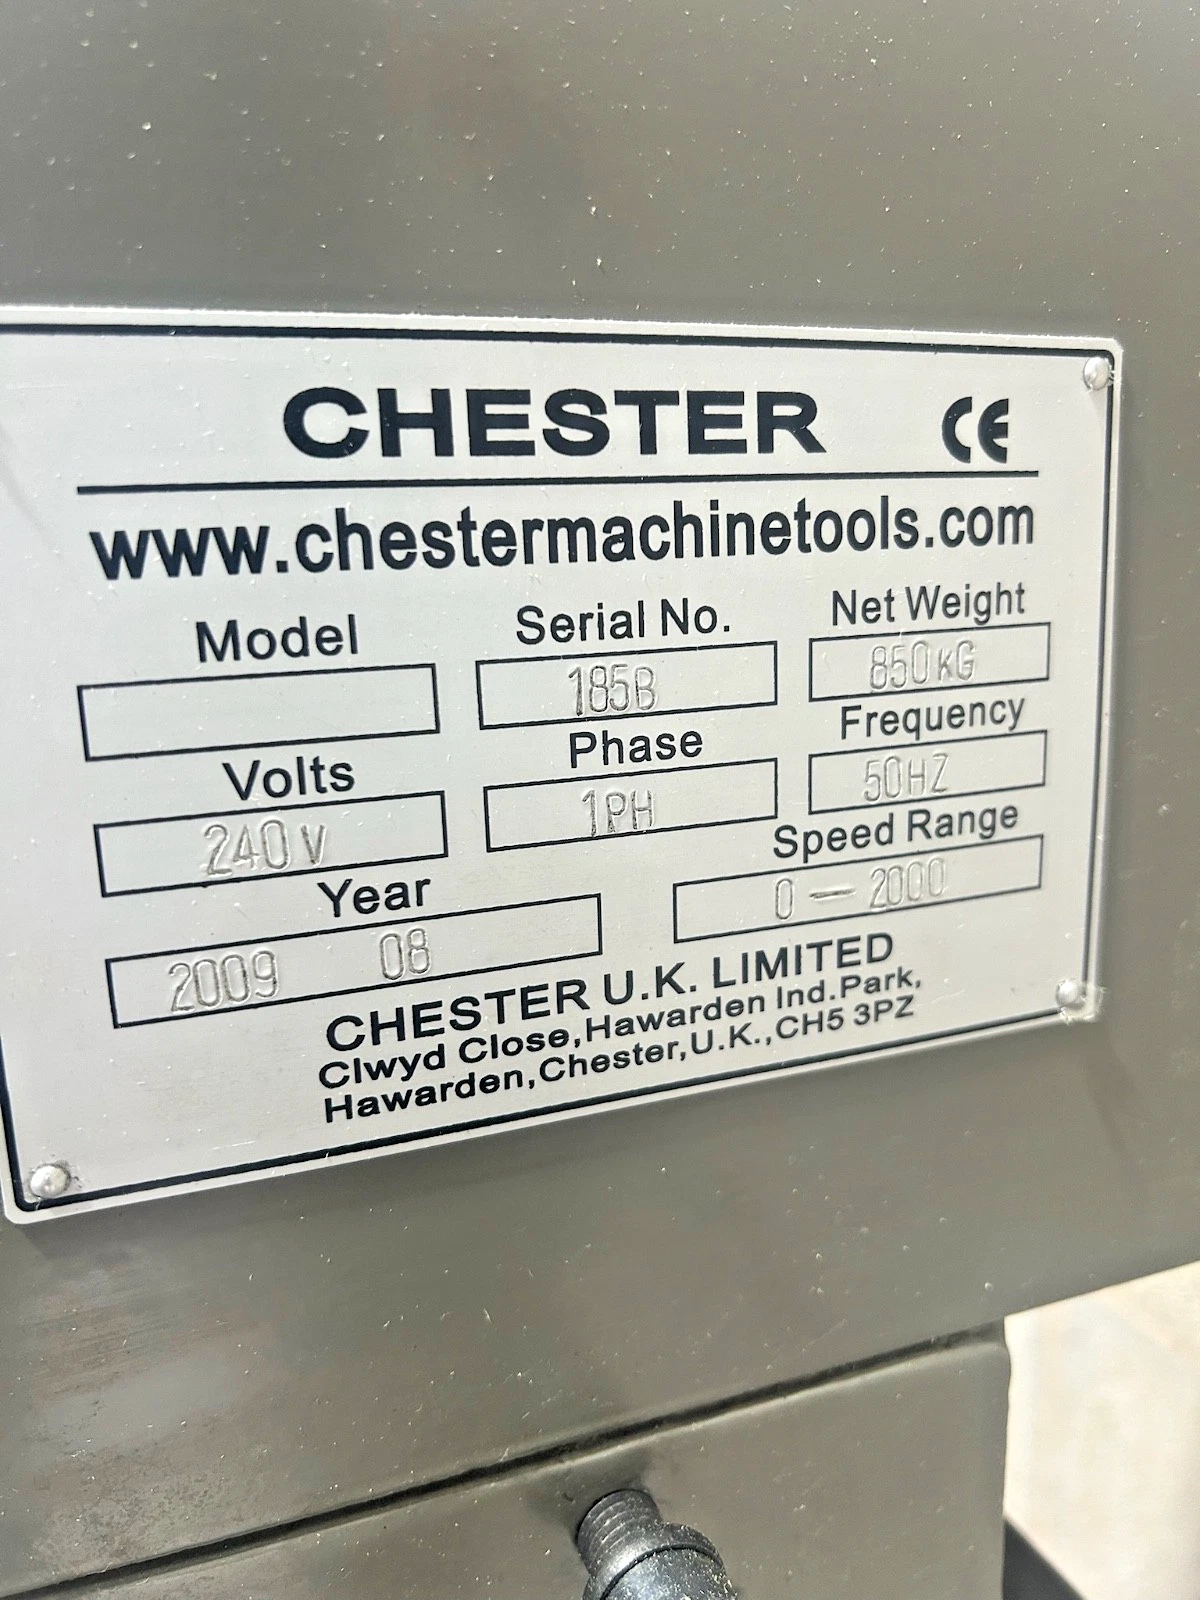 CHESTER CE
www.chestermachinetools.com
Model Serial No. Net Weight
185B 850KG
Volts Phase Frequency
240V 1PH 50HZ
Year Speed Range
2009 08 0 — 2000
CHESTER U.K. LIMITED
Clwyd Close,Hawarden Ind.Park,
Hawarden,Chester,U.K.,CH5 3PZ